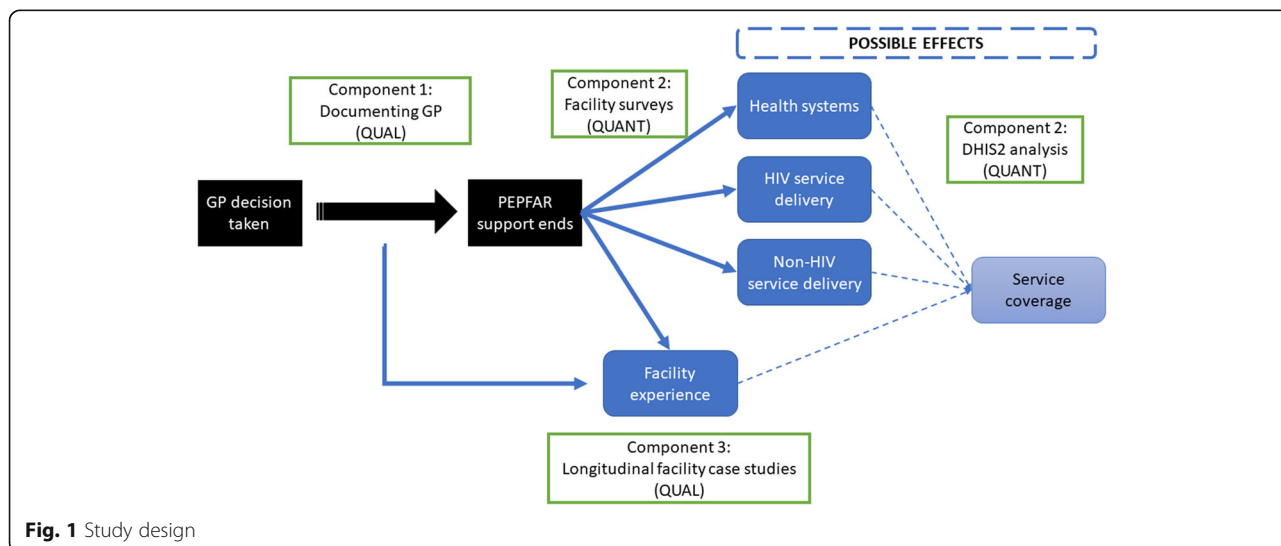 POSSIBLE EFFECTS
Component 1:
Documenting GP
(QUAL)
Component 2:
Facility surveys
(QUANT)
Health systems
Component 2:
DHIS2 analysis
(QUANT)
GP decision
taken
PEPFAR
support ends
HIV service
delivery
Non-HIV
service delivery
Service
coverage
Facility
experience
Component 3:
Longitudinal facility case studies
(QUAL)
Fig. 1 Study design